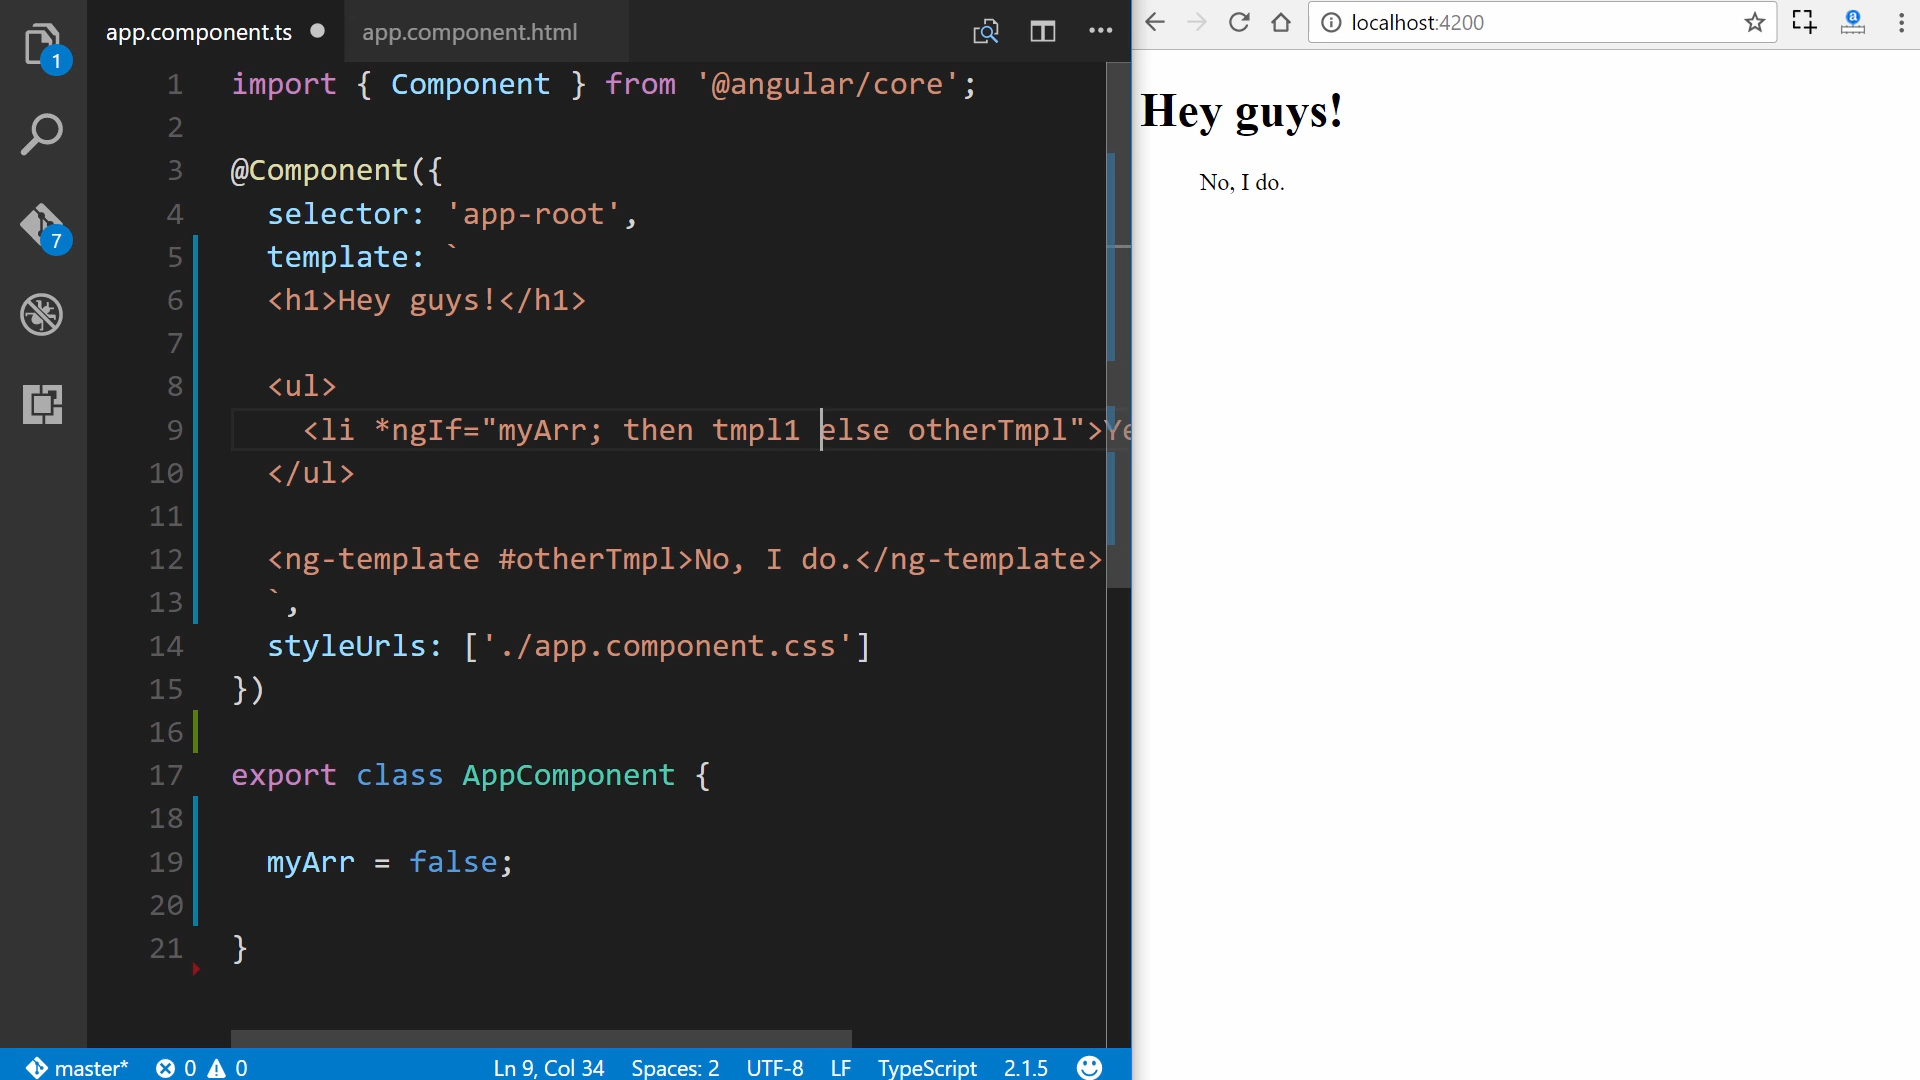 app.component.ts app.component.html
1 import { Component } from '@angular/core';
2
3 @Component({
4 selector: 'app-root',
5 template: `
6 <h1>Hey guys!</h1>
7
8 <ul>
9 <li *ngIf="myArr; then tmpl1 else otherTmpl">Ye
10 </ul>
11
12 <ng-template #otherTmpl>No, I do.</ng-template>
13 `,
14 styleUrls: ['./app.component.css']
15 })
16
17 export class AppComponent {
18
19 myArr = false;
20
21 }
1
7
master* 0 0 Ln 9, Col 34 Spaces: 2 UTF-8 LF TypeScript 2.1.5
localhost:4200
a
Hey guys!
No, I do.